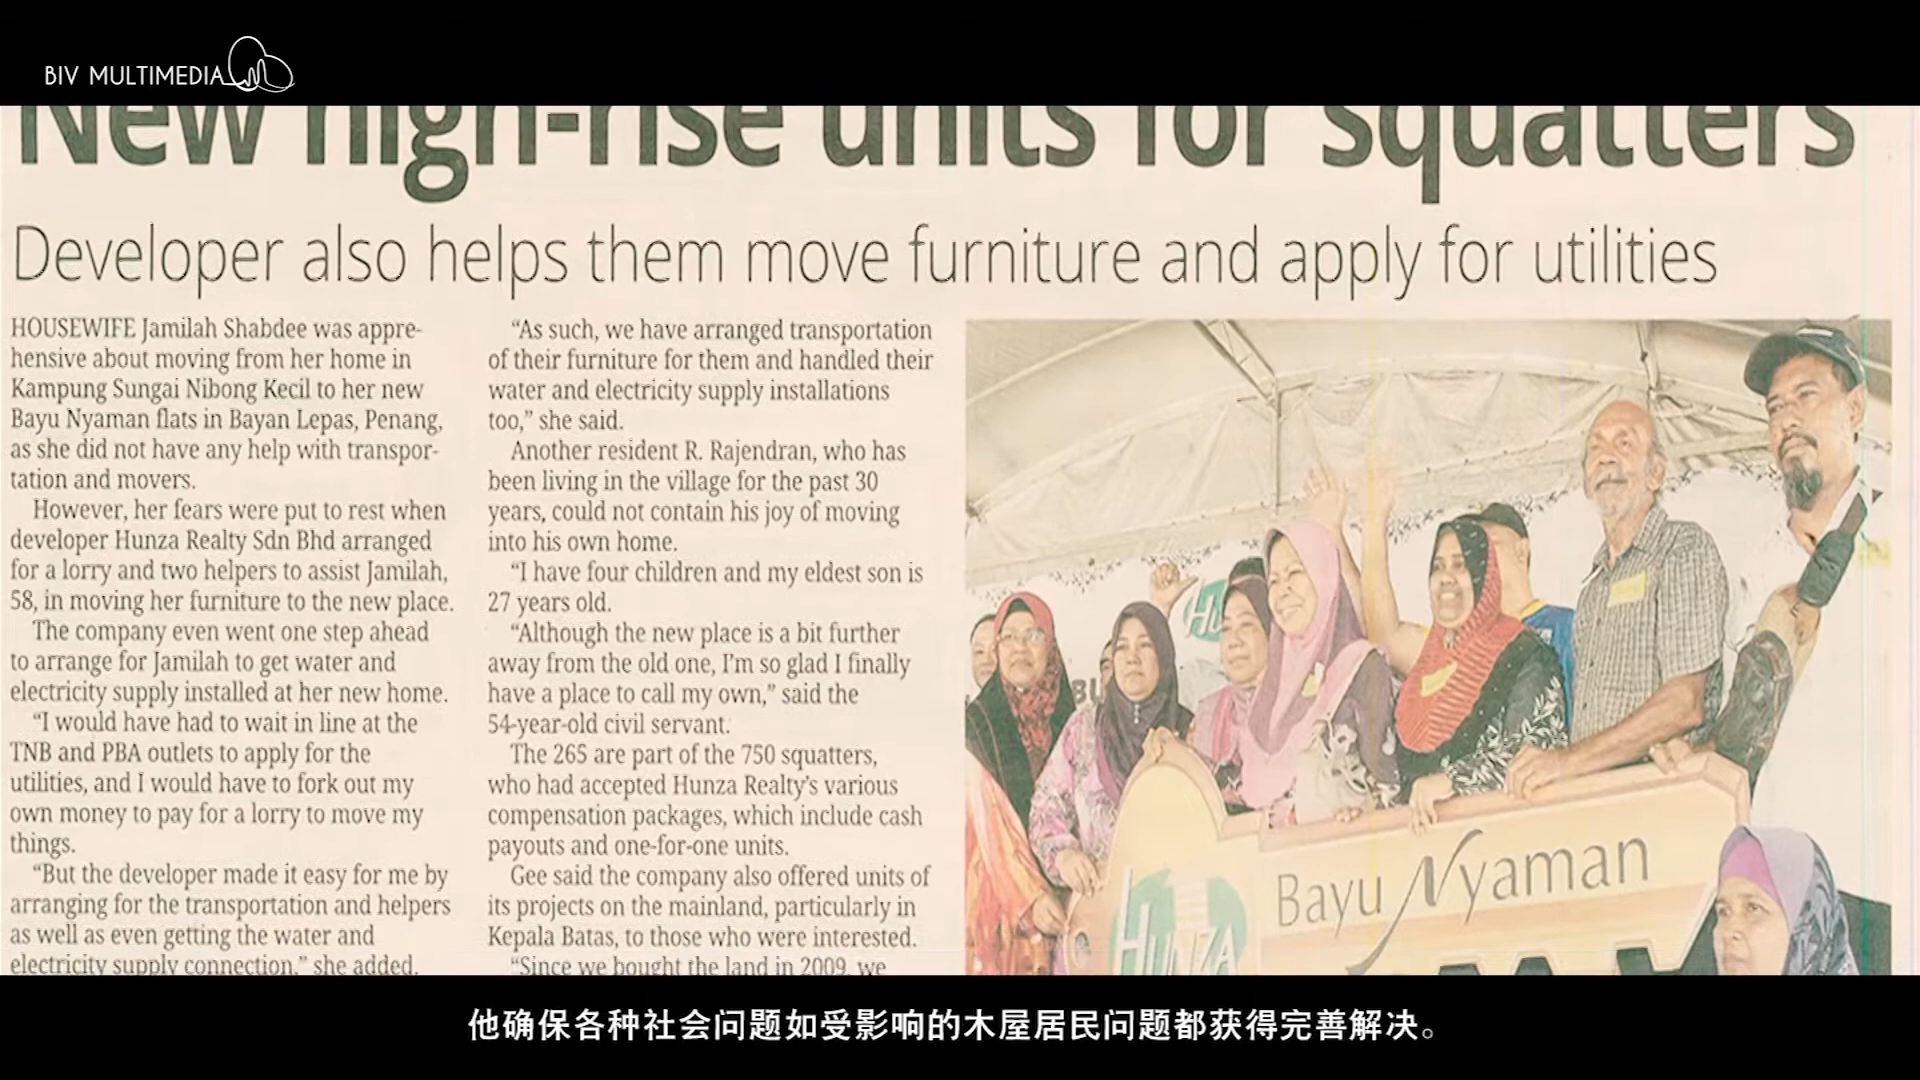 BIV MULTIMEDIA
New high-rise units for squatters
Developer also helps them move furniture and apply for utilities
HOUSEWIFE Jamilah Shabdee was appre-
hensive about moving from her home in
Kampung Sungai Nibong Kecil to her new
Bayu Nyaman flats in Bayan Lepas, Penang,
as she did not have any help with transpor-
tation and movers.
However, her fears were put to rest when
developer Hunza Realty Sdn Bhd arranged
for a lorry and two helpers to assist Jamilah,
58, in moving her furniture to the new place.
The company even went one step ahead
to arrange for Jamilah to get water and
electricity supply installed at her new home.
“I would have had to wait in line at the
TNB and PBA outlets to apply for the
utilities, and I would have to fork out my
own money to pay for a lorry to move my
things.
“But the developer made it easy for me by
arranging for the transportation and helpers
as well as even getting the water and
electricity supply connection,” she added.
“As such, we have arranged transportation
of their furniture for them and handled their
water and electricity supply installations
too,” she said.
Another resident R. Rajendran, who has
been living in the village for the past 30
years, could not contain his joy of moving
into his own home.
“I have four children and my eldest son is
27 years old.
“Although the new place is a bit further
away from the old one, I’m so glad I finally
have a place to call my own,” said the
54-year-old civil servant.
The 265 are part of the 750 squatters,
who had accepted Hunza Realty’s various
compensation packages, which include cash
payouts and one-for-one units.
Gee said the company also offered units of
its projects on the mainland, particularly in
Kepala Batas, to those who were interested.
“Since we bought the land in 2009, we
Hu
BU
HUNZA
Bayu Nyaman
他确保各种社会问题如受影响的木屋居民问题都获得完善解决。